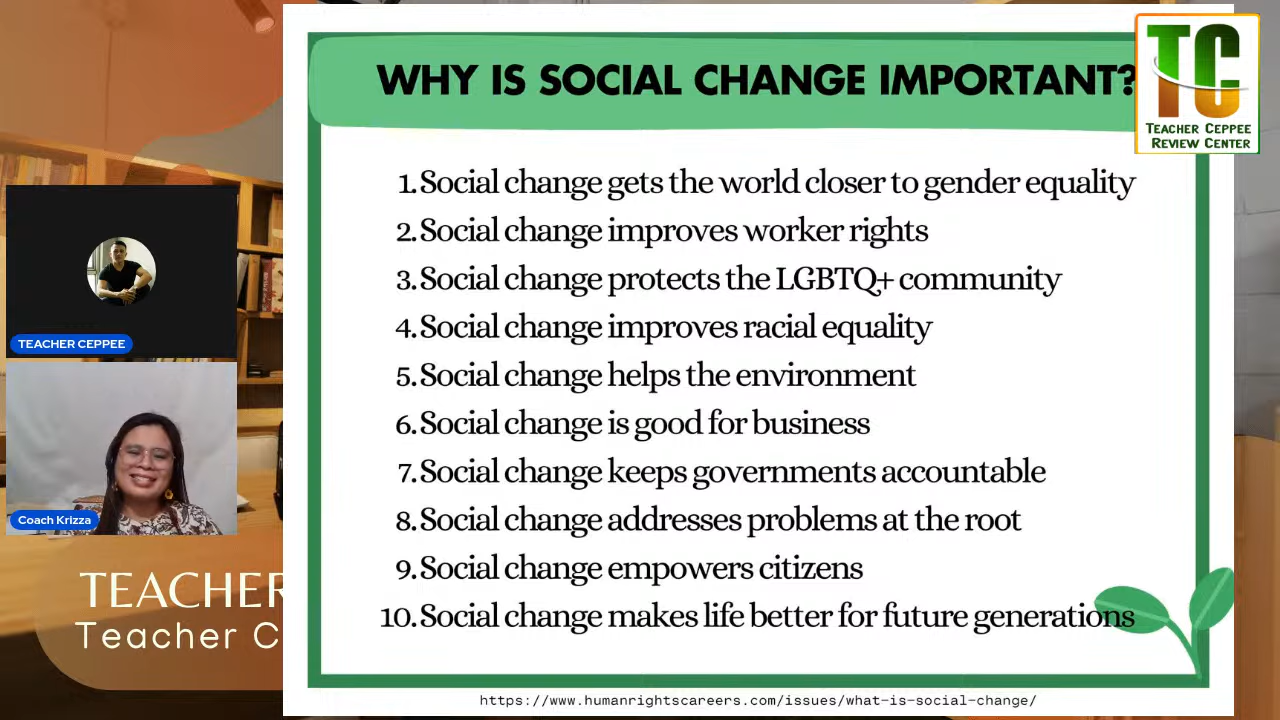 WHY IS SOCIAL CHANGE IMPORTANT?
TC
TEACHER CEPPEE
REVIEW CENTER
1. Social change gets the world closer to gender equality
2. Social change improves worker rights
3. Social change protects the LGBTQ+ community
4. Social change improves racial equality
5. Social change helps the environment
6. Social change is good for business
7. Social change keeps governments accountable
8. Social change addresses problems at the root
9. Social change empowers citizens
10. Social change makes life better for future generations
https://www.humanrightscareers.com/issues/what-is-social-change/
TEACHER CEPPEE
Coach Krizza
TEACHER
Teacher C